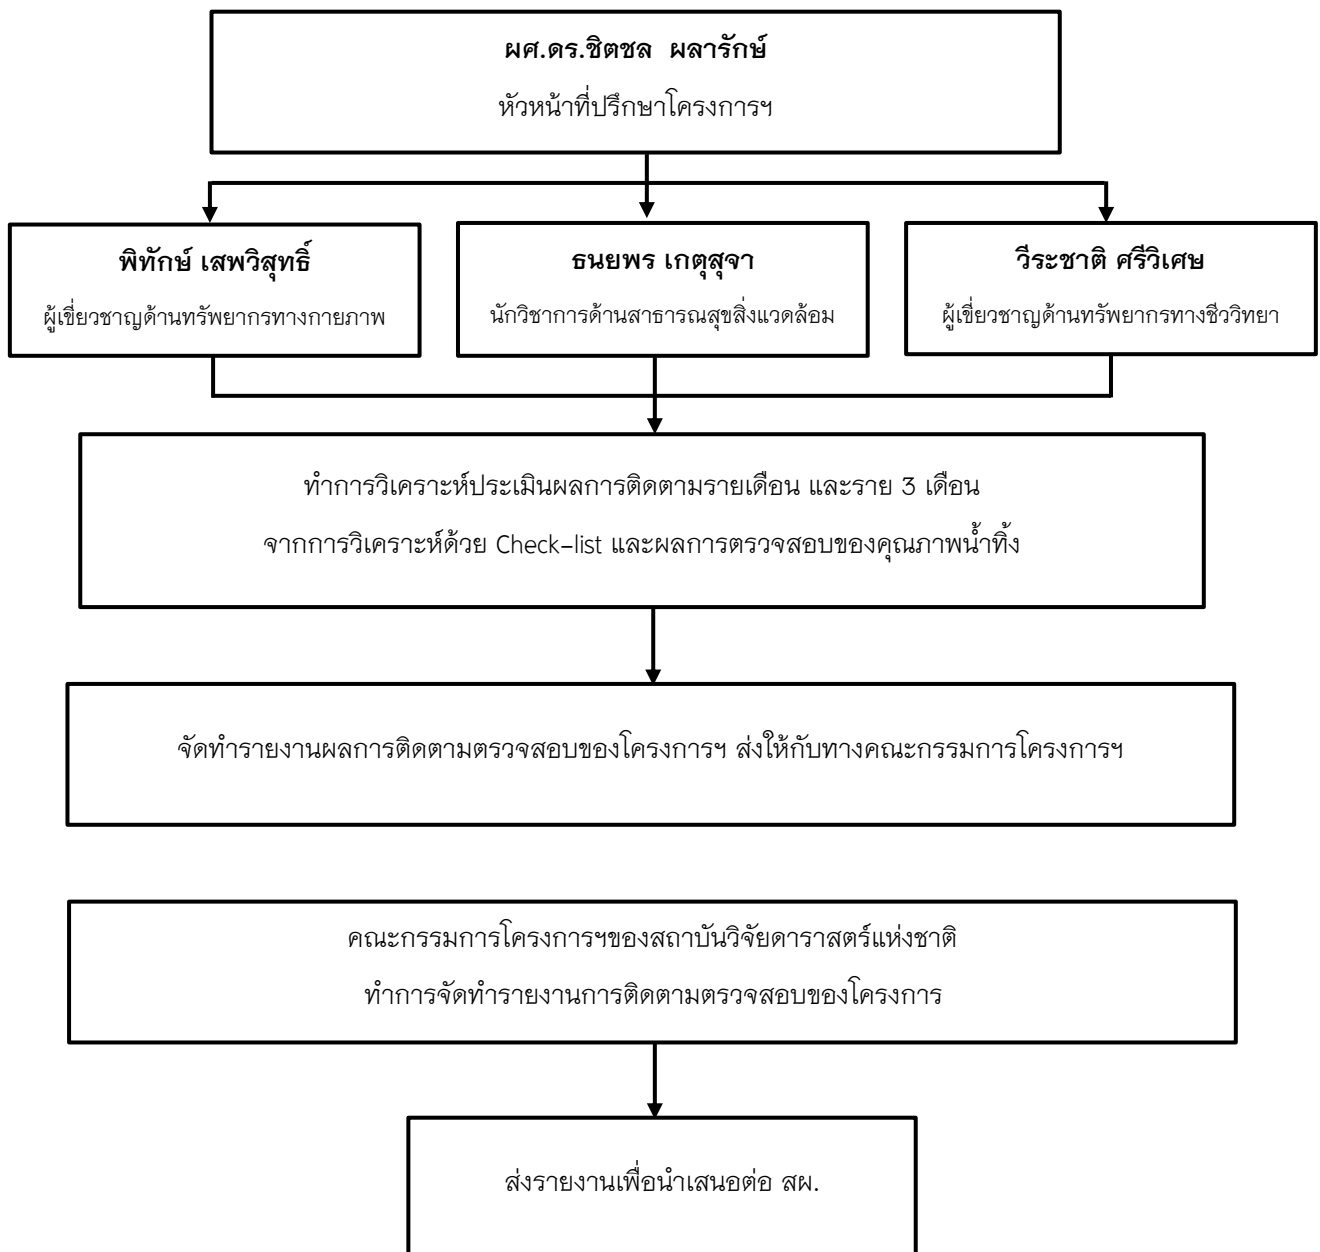 ผศ.ดร.ชิตชล  ผลารักษ์
หัวหน้าที่ปรึกษาโครงการฯ
พิทักษ์ เสพวิสุทธิ์
ผู้เชี่ยวชาญด้านทรัพยากรทางกายภาพ
ธนยพร เกตุสุจา
นักวิชาการด้านสาธารณสุขสิ่งแวดล้อม
วีระชาติ ศรีวิเศษ
ผู้เชี่ยวชาญด้านทรัพยากรทางชีววิทยา
ทำการวิเคราะห์ประเมินผลการติดตามรายเดือน และราย 3 เดือน
จากการวิเคราะห์ด้วย Check-list และผลการตรวจสอบของคุณภาพน้ำทิ้ง
จัดทำรายงานผลการติดตามตรวจสอบของโครงการฯ ส่งให้กับทางคณะกรรมการโครงการฯ
คณะกรรมการโครงการฯของสถาบันวิจัยดาราสตร์แห่งชาติ
ทำการจัดทำรายงานการติดตามตรวจสอบของโครงการ
ส่งรายงานเพื่อนำเสนอต่อ สผ.